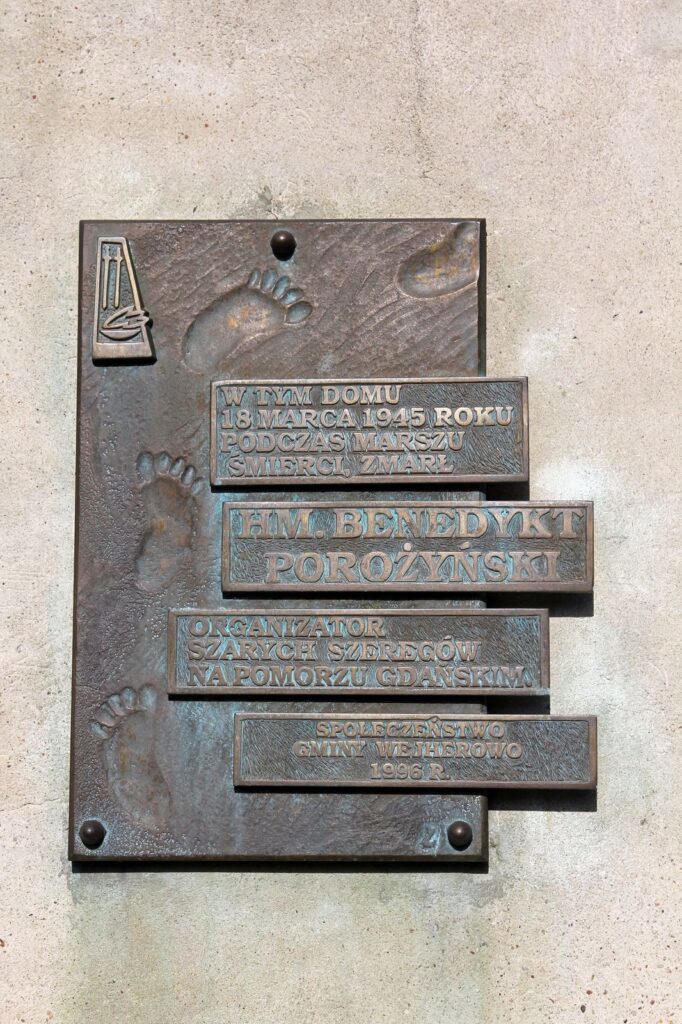 W TYM DOMU
18 MARCA 1945 ROKU
PODCZAS MARSZU
ŚMIERCI, ZMARŁ
HM. BENEDYKT
POROŻYŃSKI
ORGANIZATOR
SZARYCH SZEREGÓW
NA POMORZU GDAŃSKIM.
SPOŁECZEŃSTWO
GMINY WEJHEROWO
1996 R.